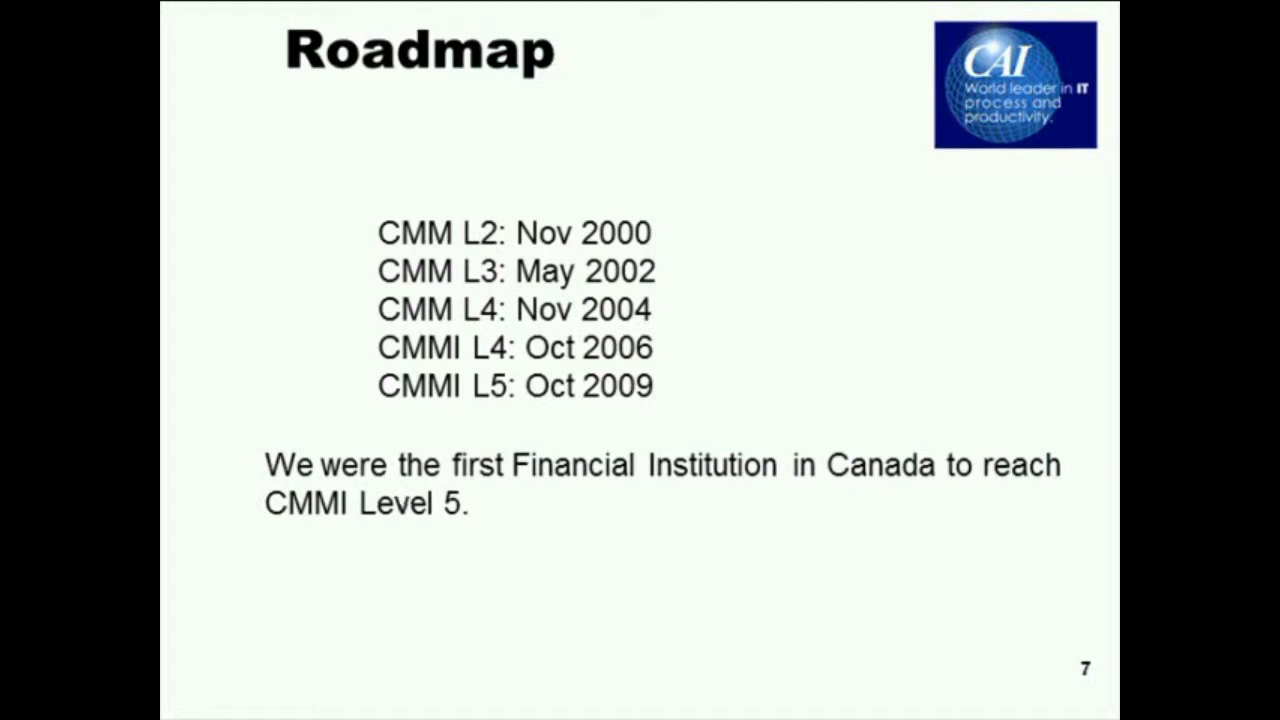 Roadmap
CAI
World leader in IT
process and
productivity.
CMM L2: Nov 2000
CMM L3: May 2002
CMM L4: Nov 2004
CMMI L4: Oct 2006
CMMI L5: Oct 2009
We were the first Financial Institution in Canada to reach
CMMI Level 5.
7